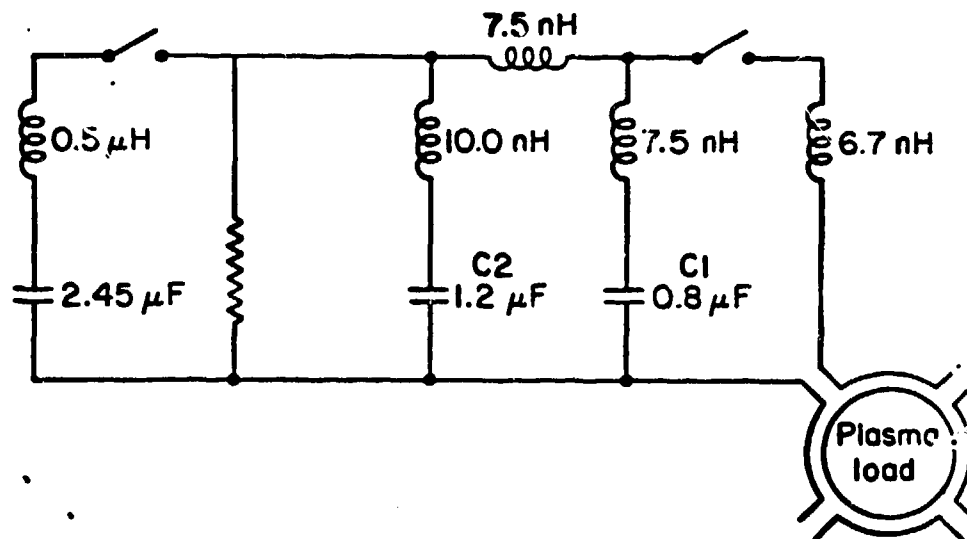 7.5 nH
0.5 μH
10.0 nH
7.5 nH
6.7 nH
2.45 μF
C2
1.2 μF
C1
0.8 μF
Plasma
load